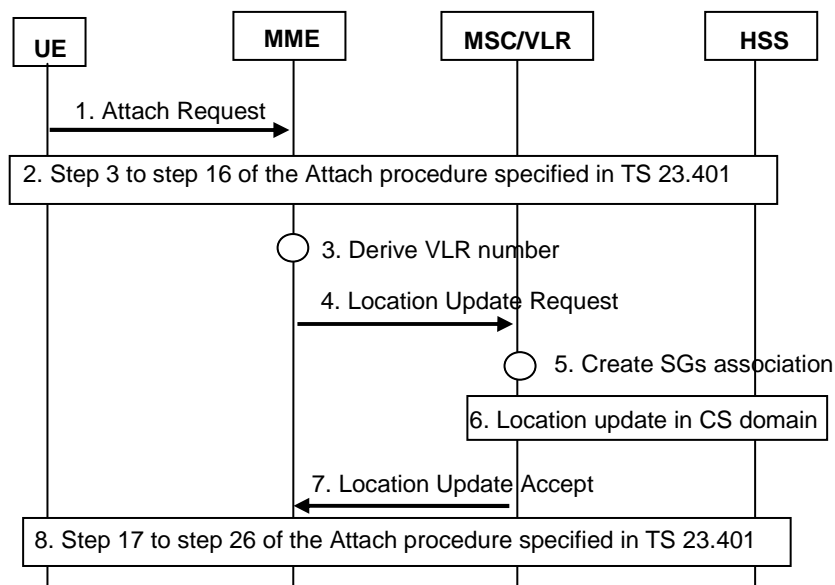 UE
MME
MSC/VLR
HSS
1. Attach Request
2. Step 3 to step 16 of the Attach procedure specified in TS 23.401
3. Derive VLR number
4. Location Update Request
5. Create SGs association
6. Location update in CS domain
7. Location Update Accept
8. Step 17 to step 26 of the Attach procedure specified in TS 23.401